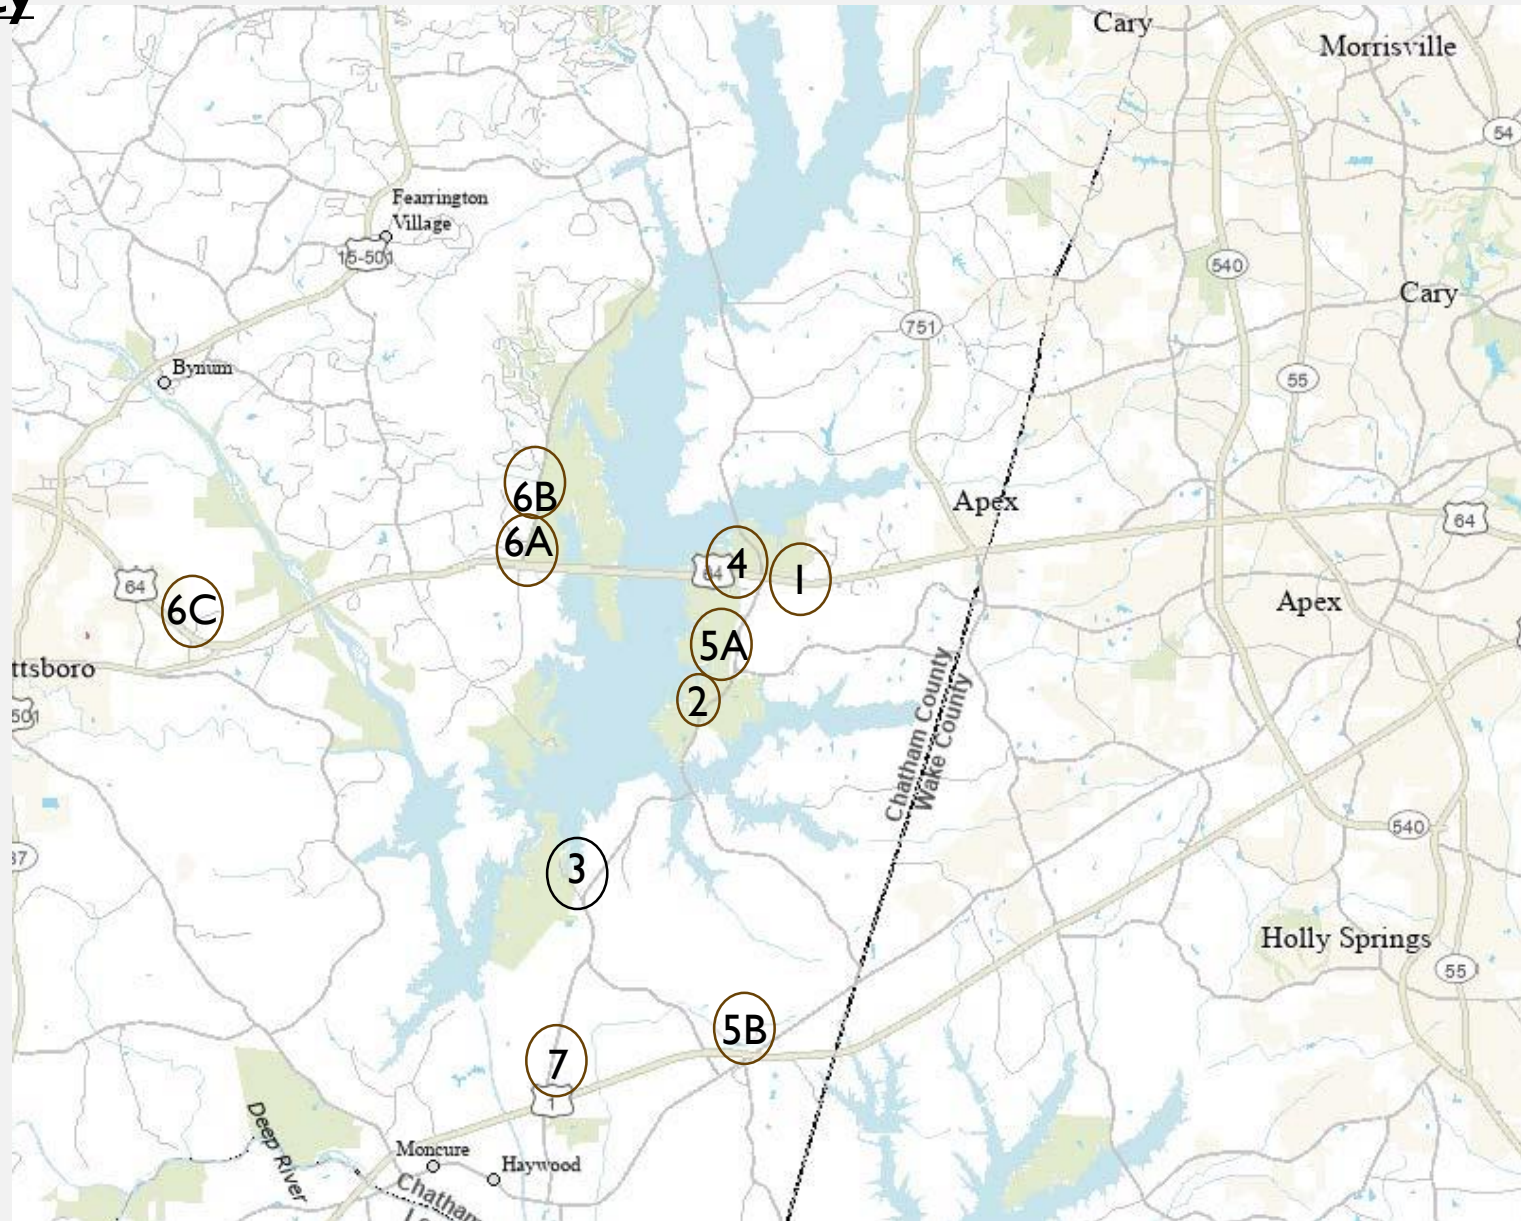 Cary
Morrisville
54
Fearrington
Village
15-501
540
Cary
751
Bynum
55
6B
Apex
64
6A
64
4
1
64
6C
Apex
5A
ttsboro
2
501
Chatham County
Wake County
540
3
Holly Springs
55
5B
7
1
Deep River
Moncure
Haywood
Chatham